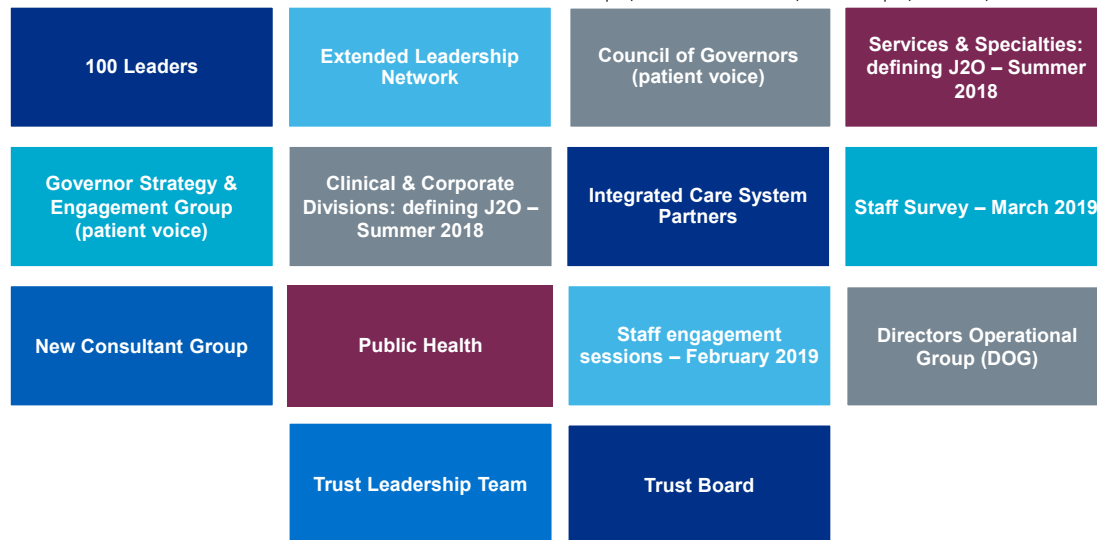 100 Leaders
Extended Leadership
Network
Council of Governors
(patient voice)
Services & Specialties:
defining J2O – Summer
2018
Governor Strategy &
Engagement Group
(patient voice)
Clinical & Corporate
Divisions: defining J2O –
Summer 2018
Integrated Care System
Partners
Staff Survey – March 2019
New Consultant Group
Public Health
Staff engagement
sessions – February 2019
Directors Operational
Group (DOG)
Trust Leadership Team
Trust Board